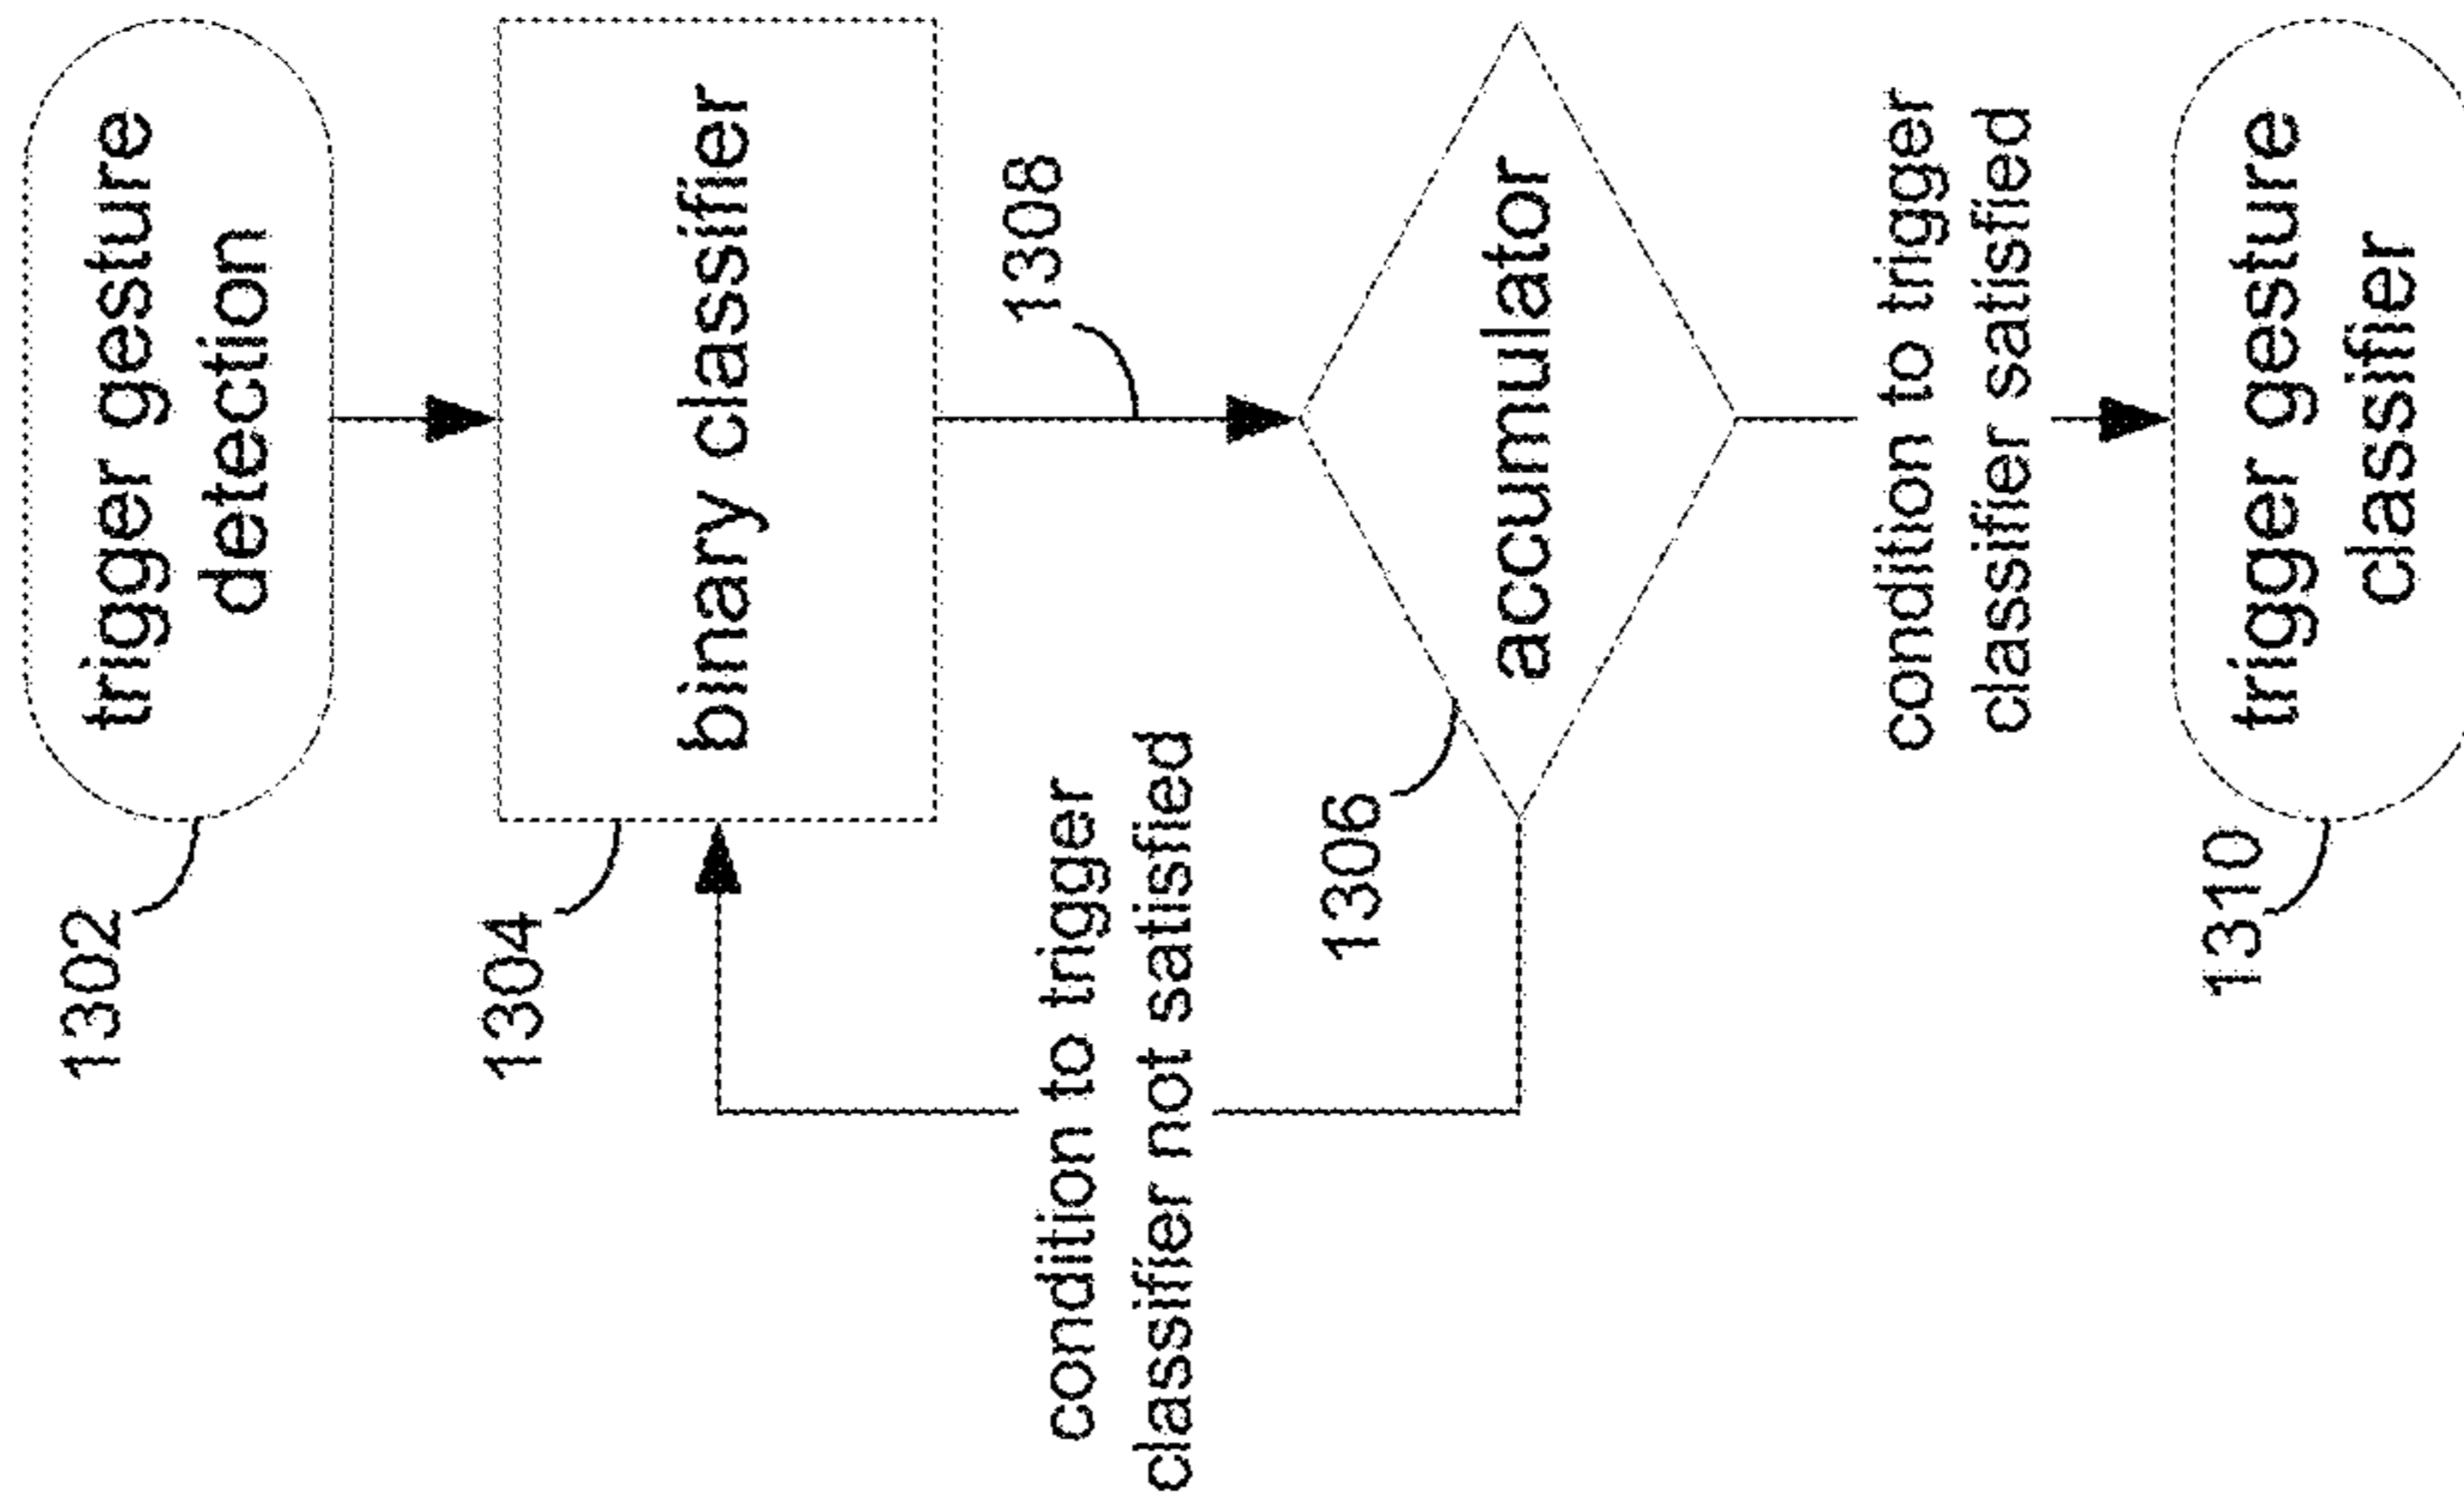 1302
trigger gesture
detection
1304
binary classifier
1308
condition to trigger
classifier not satisfied
1306
accumulator
condition to trigger
classifier satisfied
1310
trigger gesture
classifier